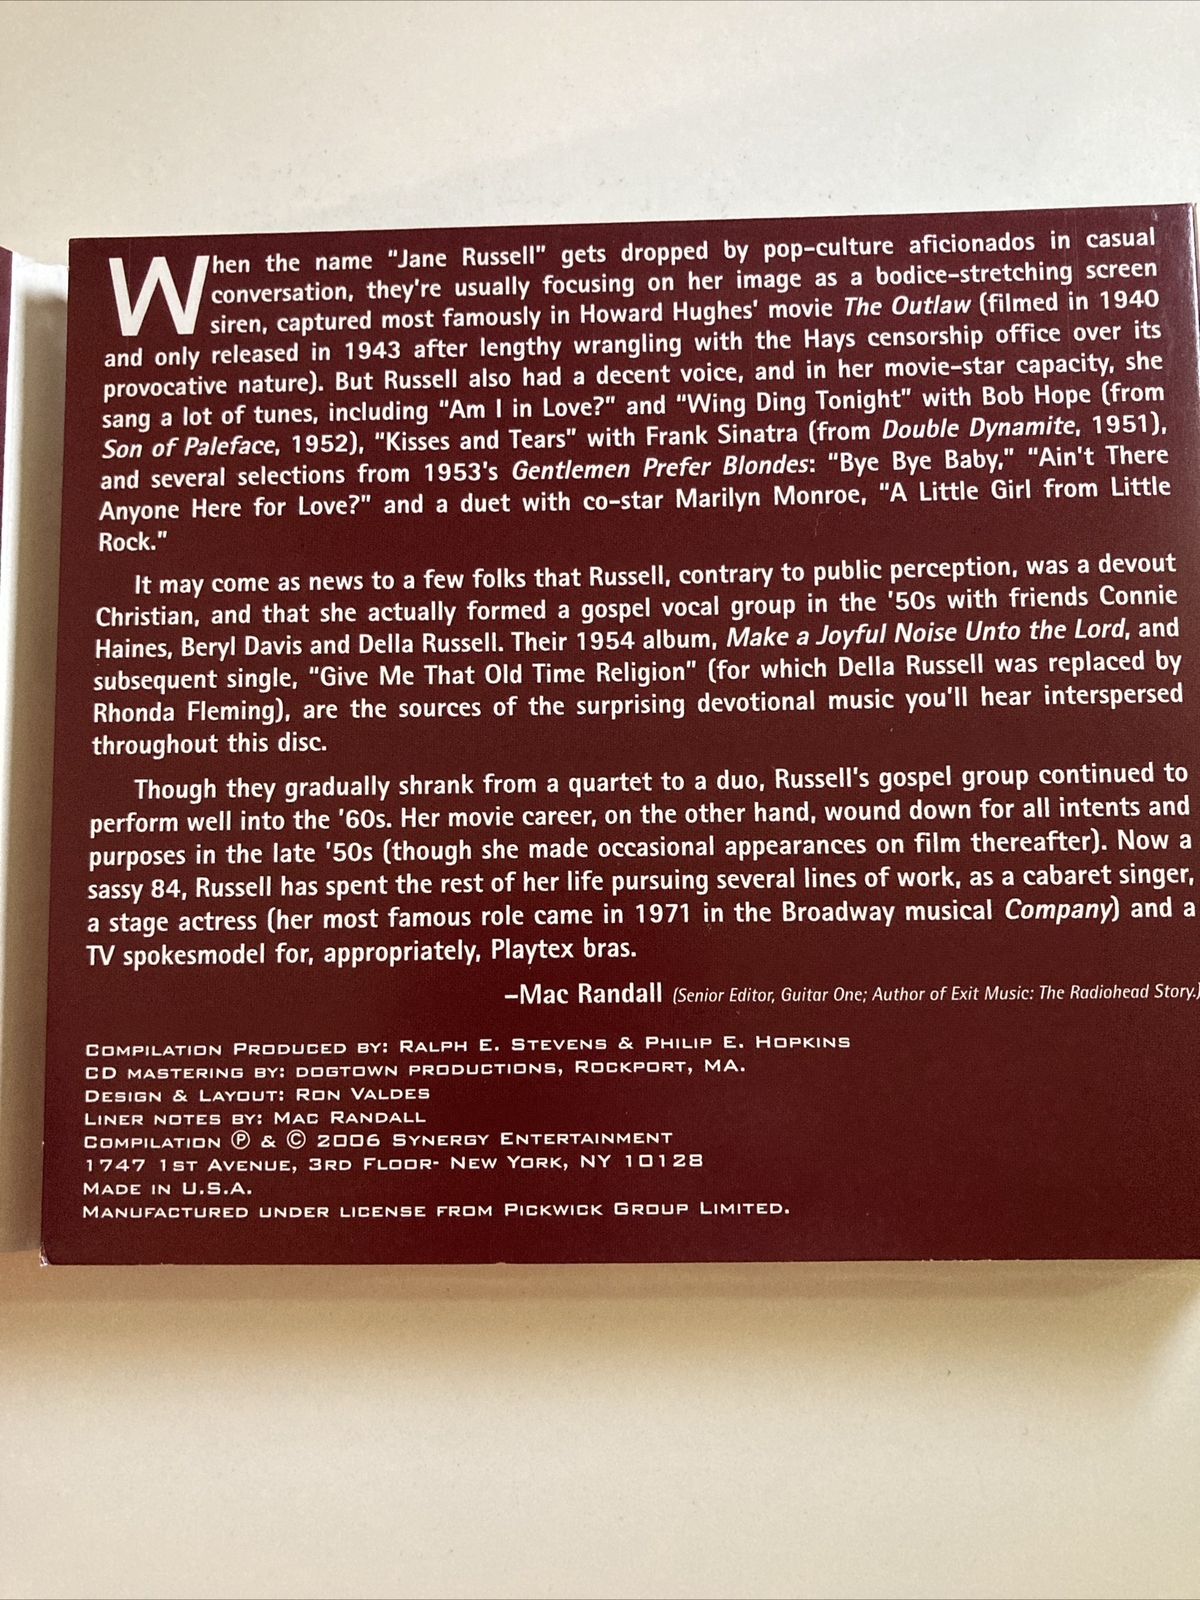 When the name "Jane Russell" gets dropped by pop-culture aficionados in casual
conversation, they're usually focusing on her image as a bodice-stretching screen
siren, captured most famously in Howard Hughes' movie The Outlaw (filmed in 1940
and only released in 1943 after lengthy wrangling with the Hays censorship office over its
provocative nature). But Russell also had a decent voice, and in her movie-star capacity, she
sang a lot of tunes, including "Am I in Love?" and "Wing Ding Tonight" with Bob Hope (from
Son of Paleface, 1952), "Kisses and Tears" with Frank Sinatra (from Double Dynamite, 1951),
and several selections from 1953's Gentlemen Prefer Blondes: "Bye Bye Baby," "Ain't There
Anyone Here for Love?" and a duet with co-star Marilyn Monroe, "A Little Girl from Little
Rock."
It may come as news to a few folks that Russell, contrary to public perception, was a devout
Christian, and that she actually formed a gospel vocal group in the '50s with friends Connie
Haines, Beryl Davis and Della Russell. Their 1954 album, Make a Joyful Noise Unto the Lord, and
subsequent single, "Give Me That Old Time Religion" (for which Della Russell was replaced by
Rhonda Fleming), are the sources of the surprising devotional music you'll hear interspersed
throughout this disc.
Though they gradually shrank from a quartet to a duo, Russell's gospel group continued to
perform well into the '60s. Her movie career, on the other hand, wound down for all intents and
purposes in the late '50s (though she made occasional appearances on film thereafter). Now a
sassy 84, Russell has spent the rest of her life pursuing several lines of work, as a cabaret singer,
a stage actress (her most famous role came in 1971 in the Broadway musical Company) and a
TV spokesmodel for, appropriately, Playtex bras.
–Mac Randall (Senior Editor, Guitar One; Author of Exit Music: The Radiohead Story.)
COMPILATION PRODUCED BY: RALPH E. STEVENS & PHILIP E. HOPKINS
CD MASTERING BY: DOGTOWN PRODUCTIONS, ROCKPORT, MA.
DESIGN & LAYOUT: RON VALDES
LINER NOTES BY: MAC RANDALL
COMPILATION ℗ & © 2006 SYNERGY ENTERTAINMENT
1747 1ST AVENUE, 3RD FLOOR- NEW YORK, NY 10128
MADE IN U.S.A.
MANUFACTURED UNDER LICENSE FROM PICKWICK GROUP LIMITED.